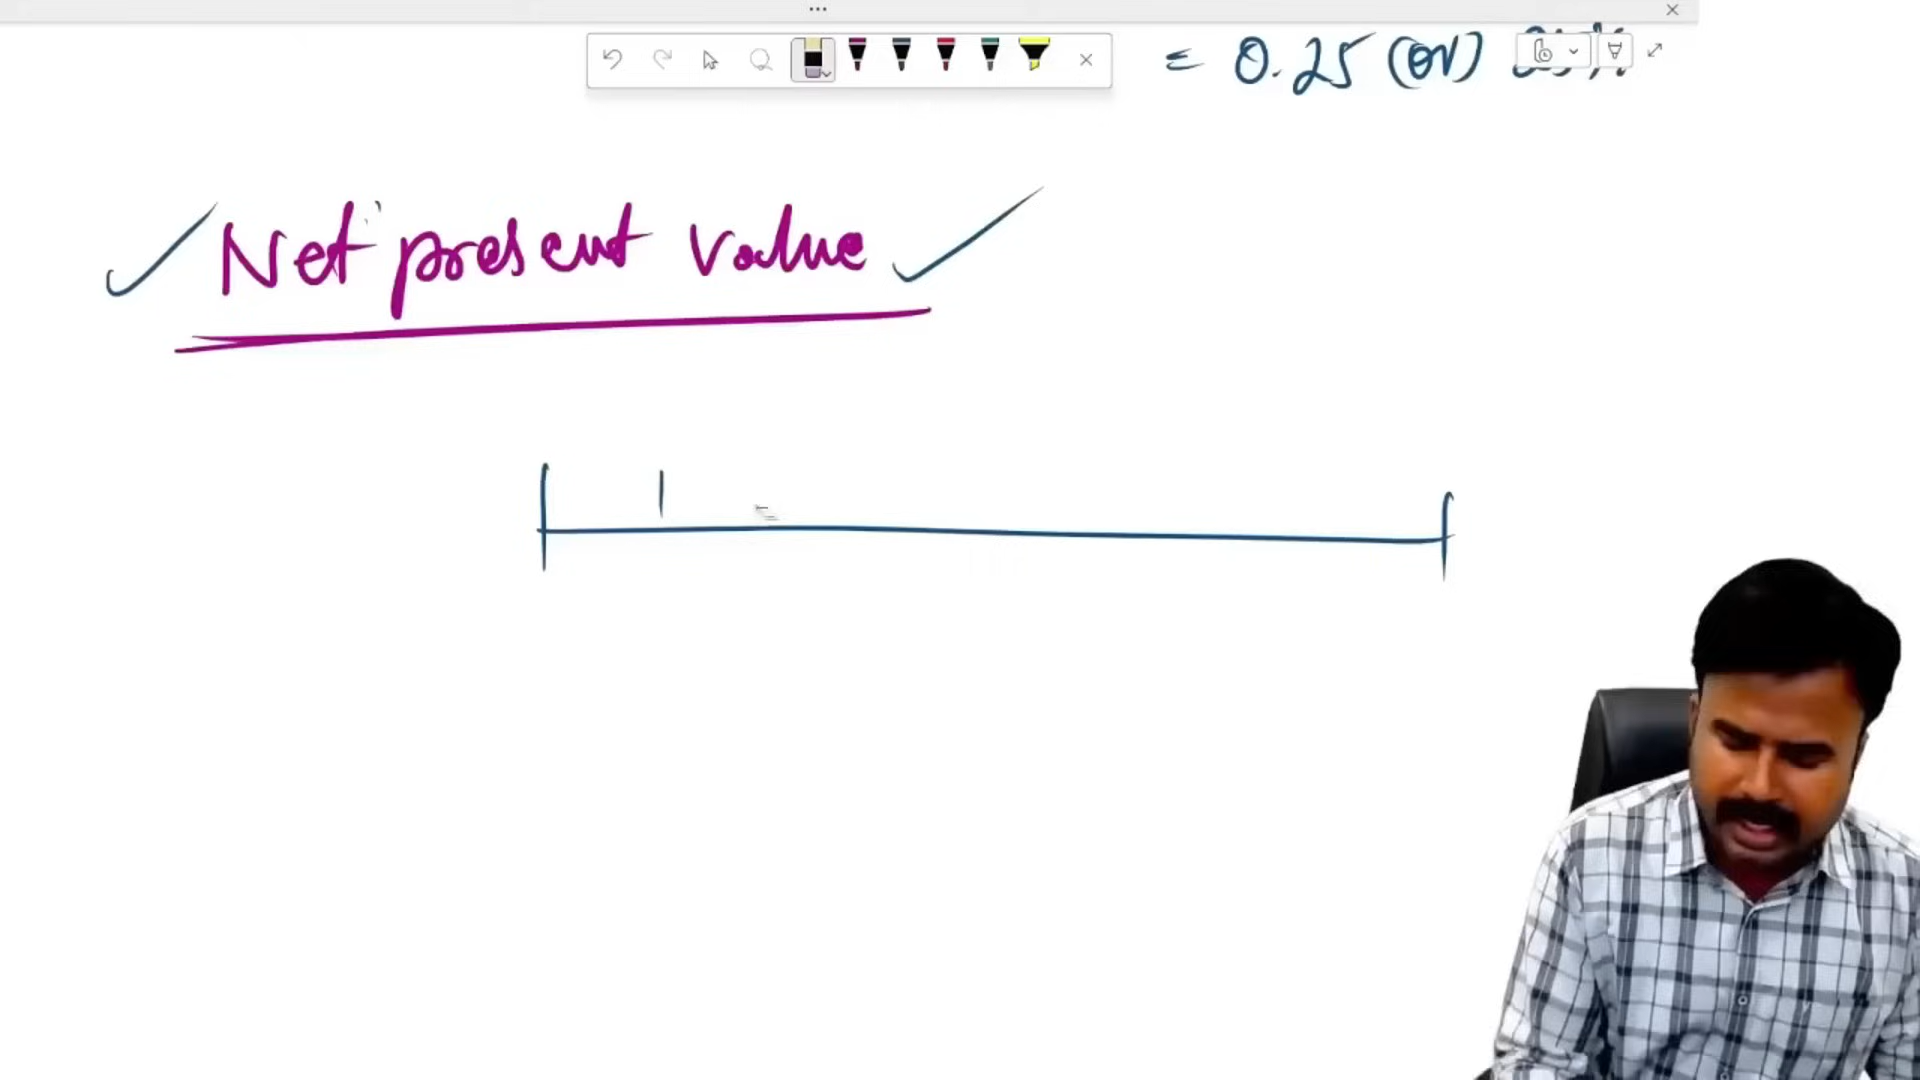 = 0.25 (or)
Net present value